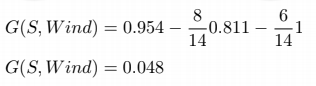 G(S, Wind) = 0.954 − 8/14 0.811 − 6/14 1
G(S, Wind) = 0.048